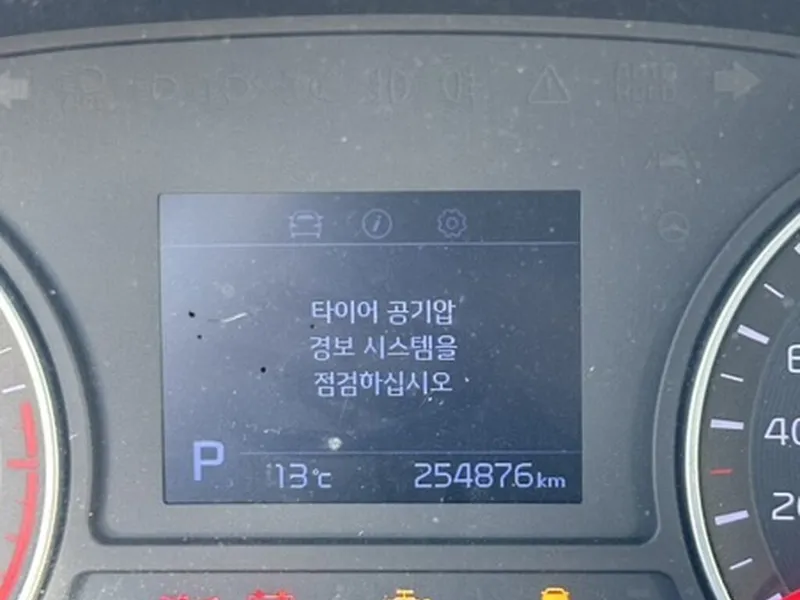 타이어 공기압
경보 시스템을
점검하십시오
P 13°c 254876km
40